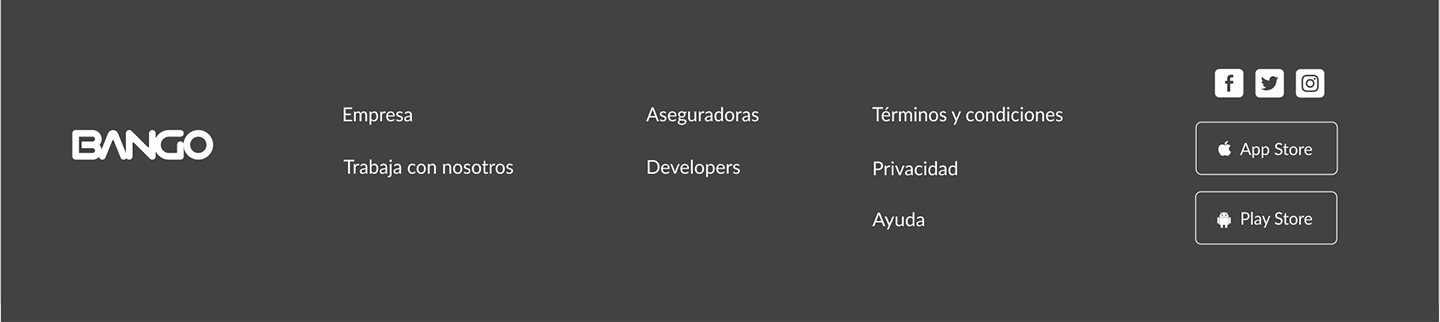 BANGO
Empresa
Trabaja con nosotros
Aseguradoras
Developers
Términos y condiciones
Privacidad
Ayuda
App Store
Play Store